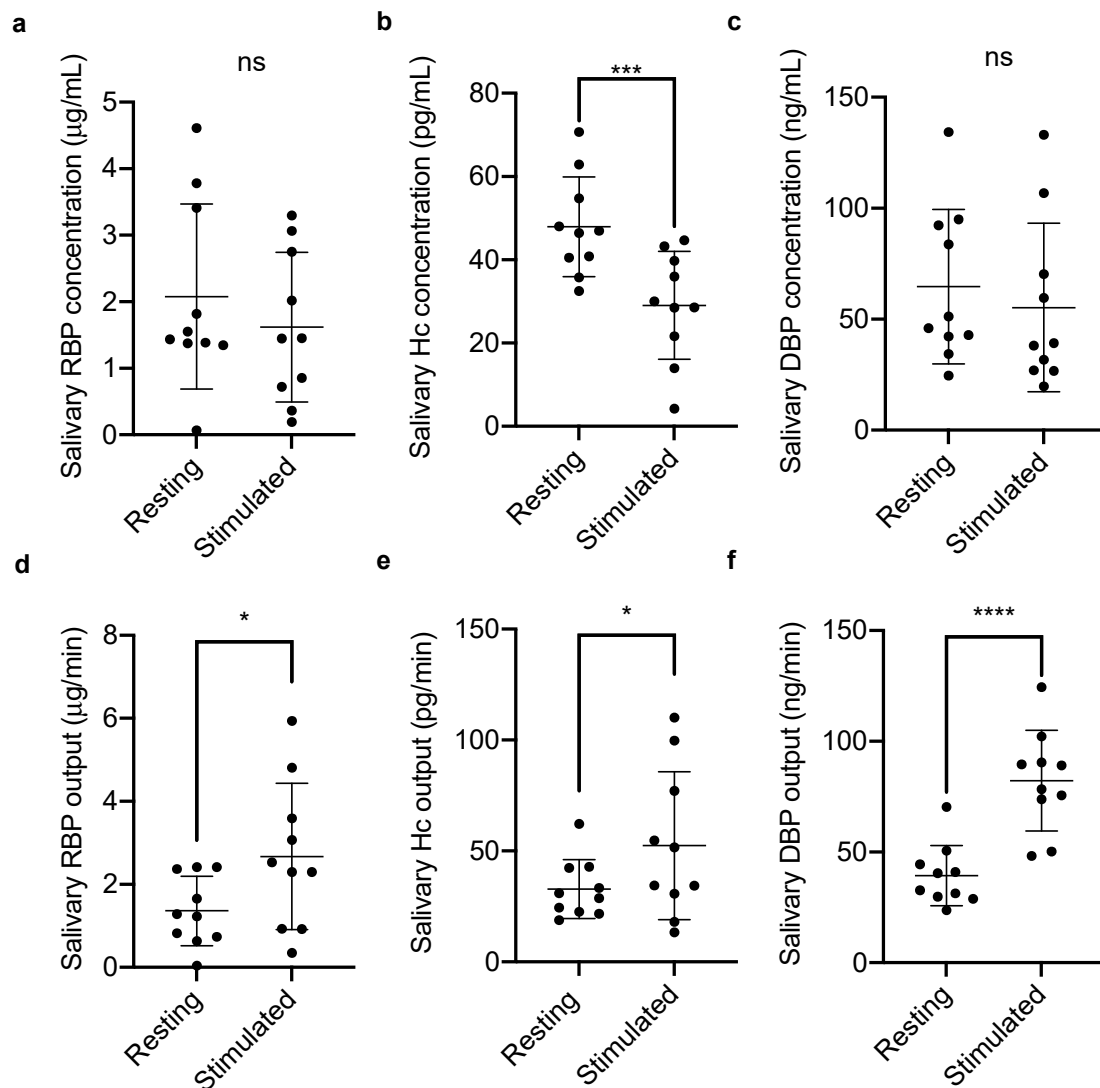 a
ns
Salivary RBP concentration (μg/mL)
5
4
3
2
1
0
Resting
Stimulated
b
***
Salivary Hc concentration (pg/mL)
80
60
40
20
0
Resting
Stimulated
c
ns
Salivary DBP concentration (ng/mL)
150
100
50
0
Resting
Stimulated
d
*
Salivary RBP output (μg/min)
8
6
4
2
0
Resting
Stimulated
e
*
Salivary Hc output (pg/min)
150
100
50
0
Resting
Stimulated
f
****
Salivary DBP output (ng/min)
150
100
50
0
Resting
Stimulated